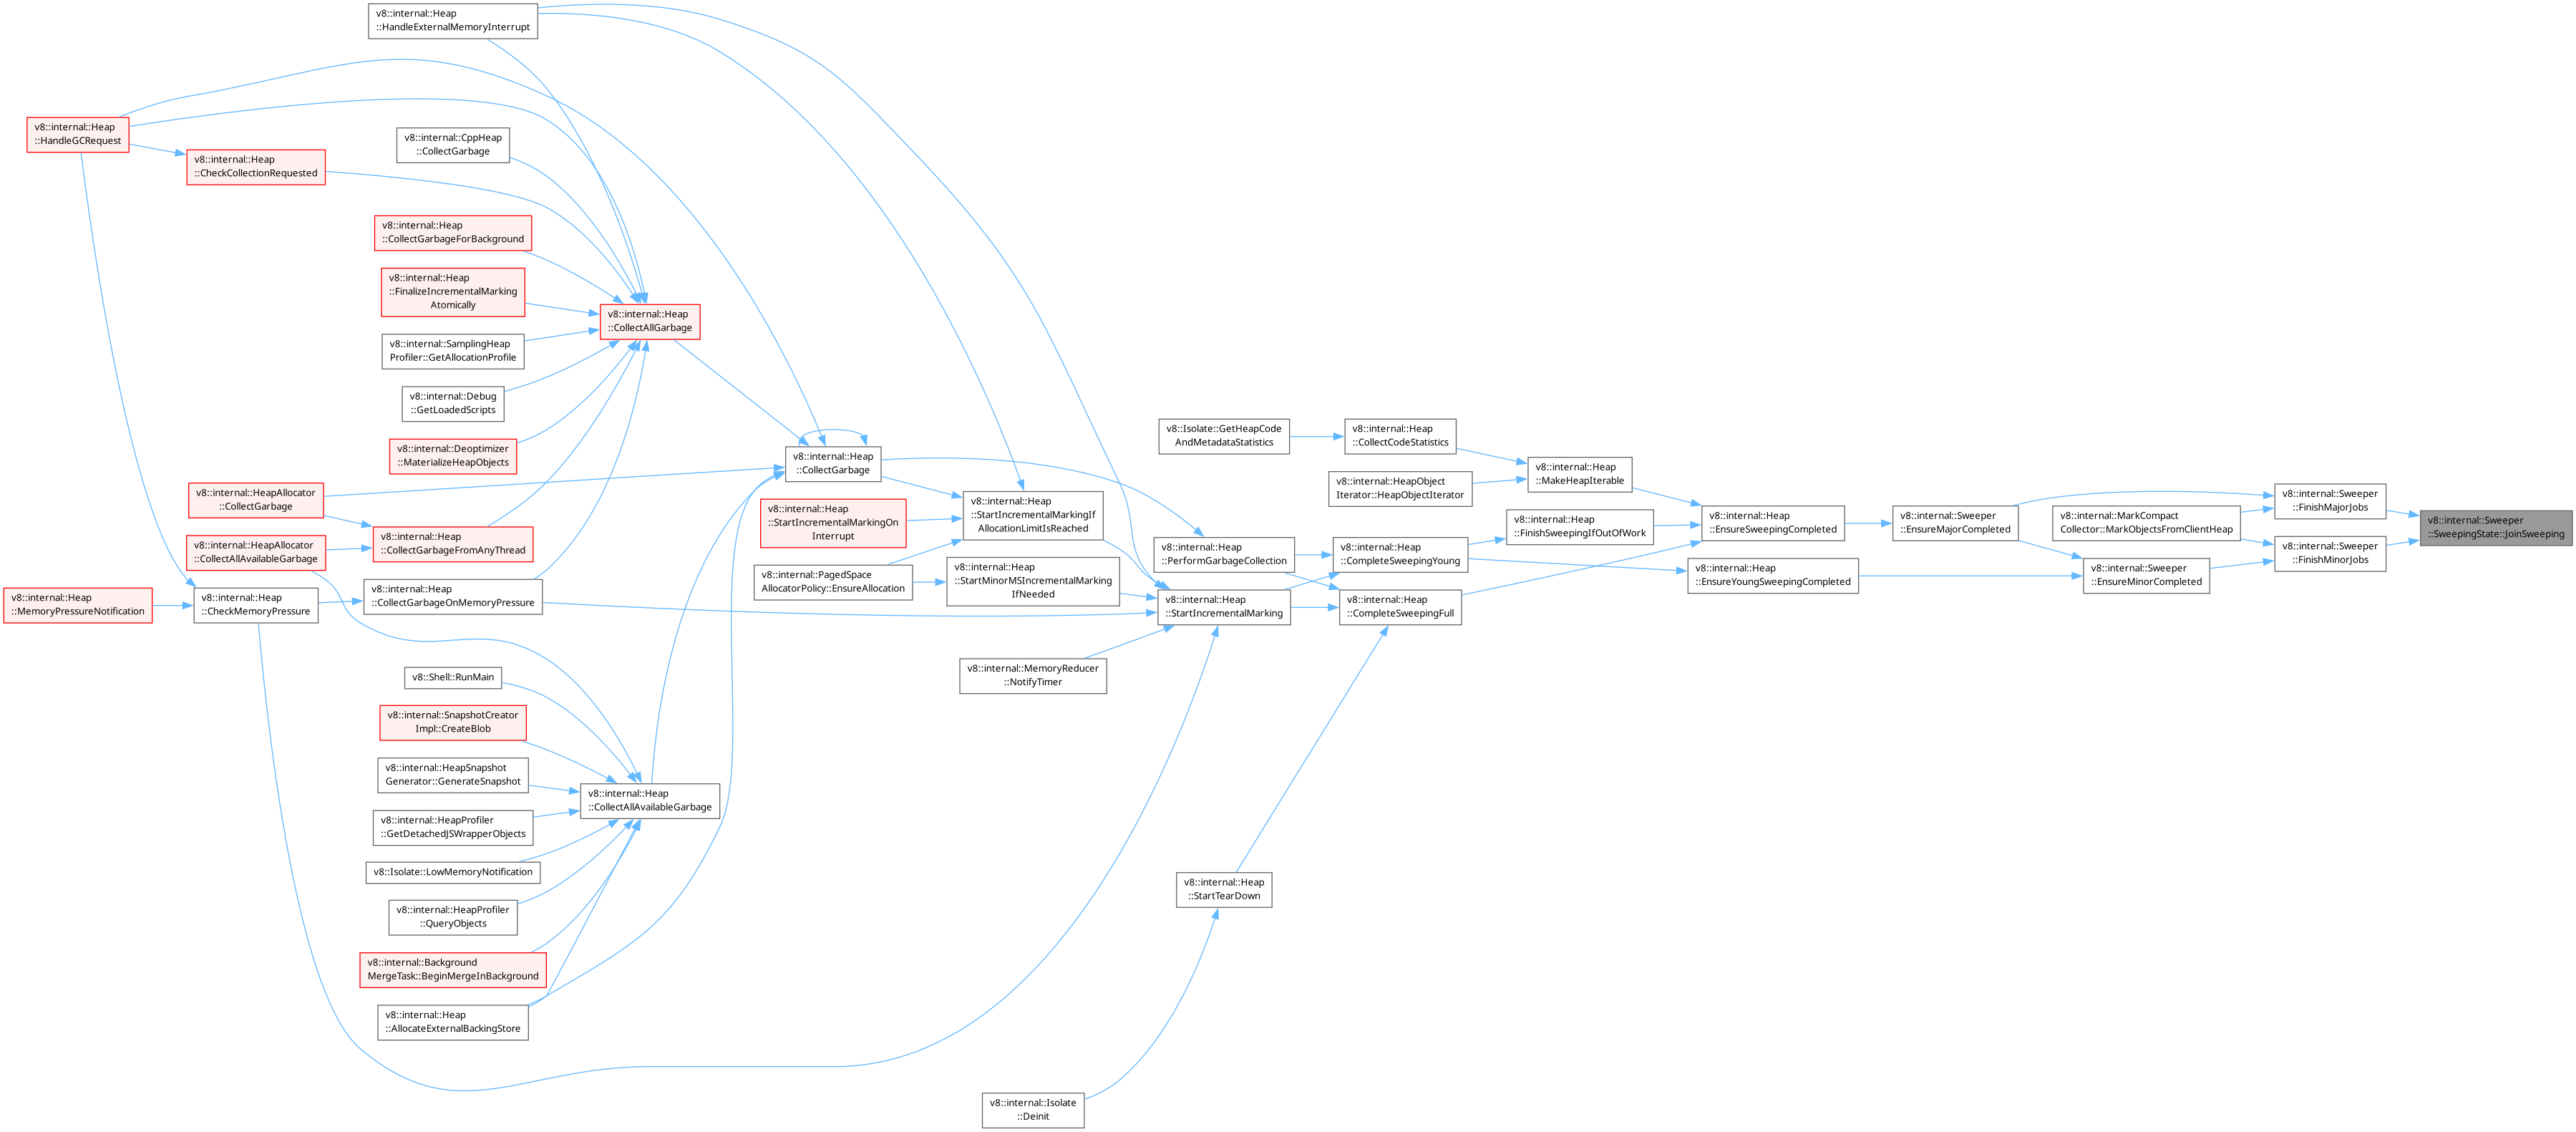 v8::internal::Heap
::HandleExternalMemoryInterrupt
v8::internal::Heap
::HandleGCRequest
v8::internal::CppHeap
::CollectGarbage
v8::internal::Heap
::CheckCollectionRequested
v8::internal::Heap
::CollectGarbageForBackground
v8::internal::Heap
::FinalizeIncrementalMarking
Atomically
v8::internal::Heap
::CollectAllGarbage
v8::internal::SamplingHeap
Profiler::GetAllocationProfile
v8::internal::Debug
::GetLoadedScripts
v8::internal::Deoptimizer
::MaterializeHeapObjects
v8::internal::HeapAllocator
::CollectGarbage
v8::internal::Heap
::CollectGarbageFromAnyThread
v8::internal::HeapAllocator
::CollectAllAvailableGarbage
v8::internal::Heap
::MemoryPressureNotification
v8::internal::Heap
::CheckMemoryPressure
v8::internal::Heap
::CollectGarbageOnMemoryPressure
v8::Shell::RunMain
v8::internal::SnapshotCreator
Impl::CreateBlob
v8::internal::HeapSnapshot
Generator::GenerateSnapshot
v8::internal::Heap
::CollectAllAvailableGarbage
v8::internal::HeapProfiler
::GetDetachedJSWrapperObjects
v8::Isolate::LowMemoryNotification
v8::internal::HeapProfiler
::QueryObjects
v8::internal::Background
MergeTask::BeginMergeInBackground
v8::internal::Heap
::AllocateExternalBackingStore
v8::internal::Heap
::CollectGarbage
v8::internal::Heap
::StartIncrementalMarkingOn
Interrupt
v8::internal::PagedSpace
AllocatorPolicy::EnsureAllocation
v8::internal::Heap
::StartIncrementalMarkingIf
AllocationLimitIsReached
v8::internal::Heap
::StartMinorMSIncrementalMarking
IfNeeded
v8::internal::MemoryReducer
::NotifyTimer
v8::internal::Isolate
::Deinit
v8::Isolate::GetHeapCode
AndMetadataStatistics
v8::internal::Heap
::PerformGarbageCollection
v8::internal::Heap
::StartIncrementalMarking
v8::internal::Heap
::StartTearDown
v8::internal::Heap
::CollectCodeStatistics
v8::internal::HeapObject
Iterator::HeapObjectIterator
v8::internal::Heap
::CompleteSweepingYoung
v8::internal::Heap
::CompleteSweepingFull
v8::internal::Heap
::MakeHeapIterable
v8::internal::Heap
::FinishSweepingIfOutOfWork
v8::internal::Heap
::EnsureSweepingCompleted
v8::internal::Heap
::EnsureYoungSweepingCompleted
v8::internal::Sweeper
::EnsureMajorCompleted
v8::internal::MarkCompact
Collector::MarkObjectsFromClientHeap
v8::internal::Sweeper
::EnsureMinorCompleted
v8::internal::Sweeper
::FinishMajorJobs
v8::internal::Sweeper
::FinishMinorJobs
v8::internal::Sweeper
::SweepingState::JoinSweeping